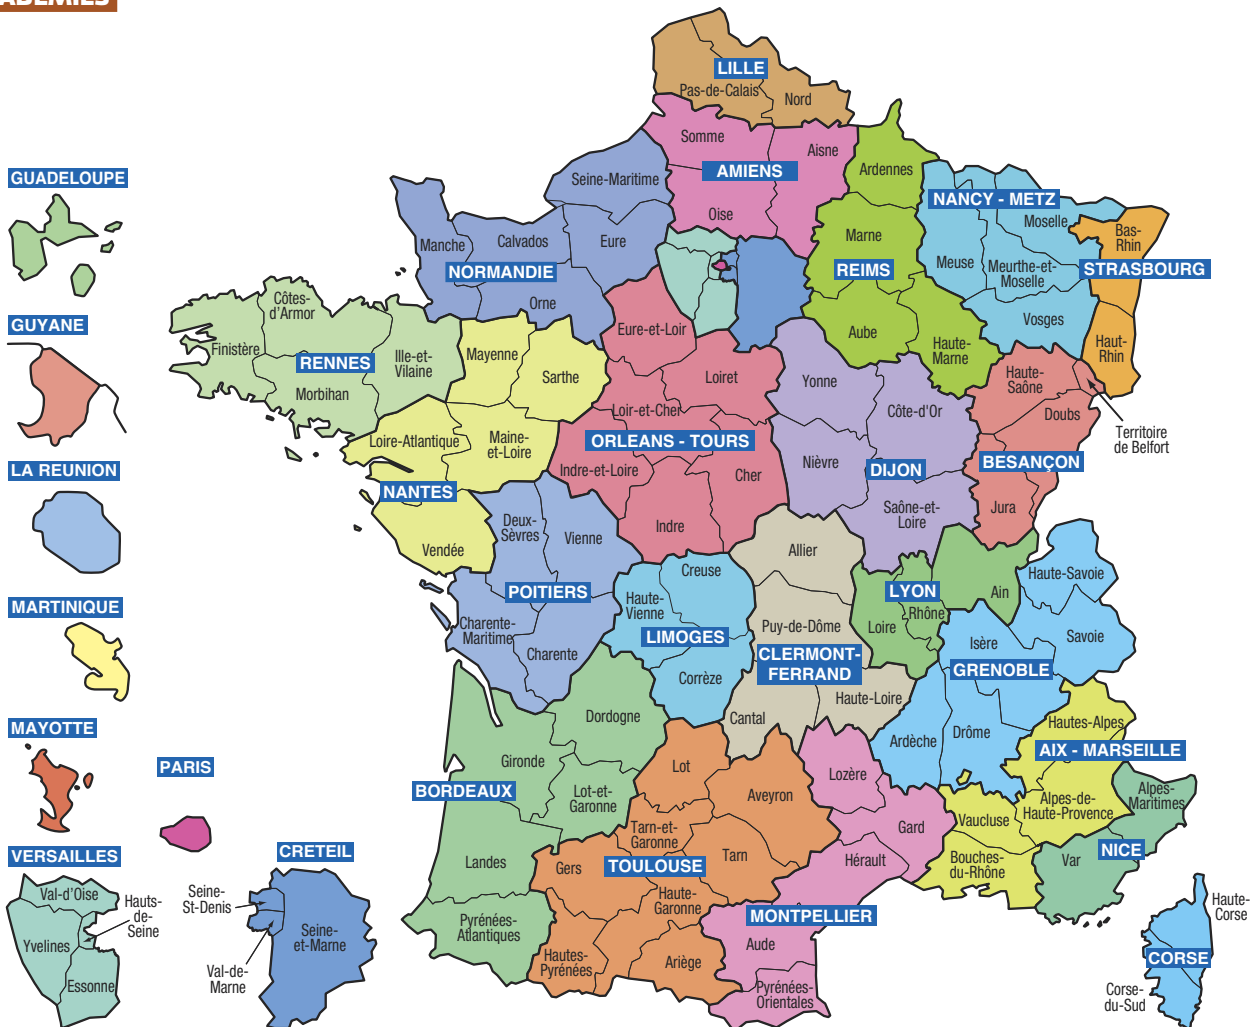 LILLE
Pas-de-Calais
Nord
Somme
Aisne
AMIENS
Oise
Ardennes
Seine-Maritime
GUADELOUPE
NANCY - METZ
Moselle
Bas-
Rhin
Manche
Calvados
Eure
Marne
NORMANDIE
REIMS
Meuse
Meurthe-et-
Moselle
STRASBOURG
Orne
Côtes-
d'Armor
Vosges
GUYANE
Eure-et-Loir
Aube
Haute-
Marne
Haut-
Rhin
Finistère
RENNES
Ille-et-
Vilaine
Mayenne
Sarthe
Morbihan
Loiret
Yonne
Haute-
Saône
Loir-et-Cher
Côte-d'Or
Doubs
Territoire
de Belfort
Loire-Atlantique
Maine-
et-Loire
ORLEANS - TOURS
LA REUNION
Indre-et-Loire
Cher
Nièvre
DIJON
BESANÇON
NANTES
Saône-et-
Loire
Jura
Deux-
Sèvres
Vienne
Indre
Vendée
Allier
Creuse
Haute-Savoie
POITIERS
Haute-
Vienne
LYON
Ain
MARTINIQUE
Rhône
Loire
Charente-
Maritime
LIMOGES
Puy-de-Dôme
Isère
Savoie
Charente
CLERMONT-
FERRAND
GRENOBLE
Corrèze
Haute-Loire
Dordogne
Cantal
Hautes-Alpes
MAYOTTE
Ardèche
Drôme
AIX - MARSEILLE
PARIS
Gironde
Lot
Lozère
BORDEAUX
Lot-et-
Garonne
Aveyron
Alpes-
Maritimes
Alpes-de-
Haute-Provence
Vaucluse
Tarn-et-
Garonne
Gard
VERSAILLES
CRETEIL
Landes
Gers
TOULOUSE
Tarn
Hérault
Bouches-
du-Rhône
Var
NICE
Val-d'Oise
Hauts-
de-
Seine
Seine-
St-Denis
Haute-
Garonne
Haute-
Corse
MONTPELLIER
Yvelines
Seine-
et-Marne
Pyrénées-
Atlantiques
Aude
Hautes-
Pyrénées
Ariège
CORSE
Val-de-
Marne
Essonne
Pyrénées-
Orientales
Corse-
du-Sud